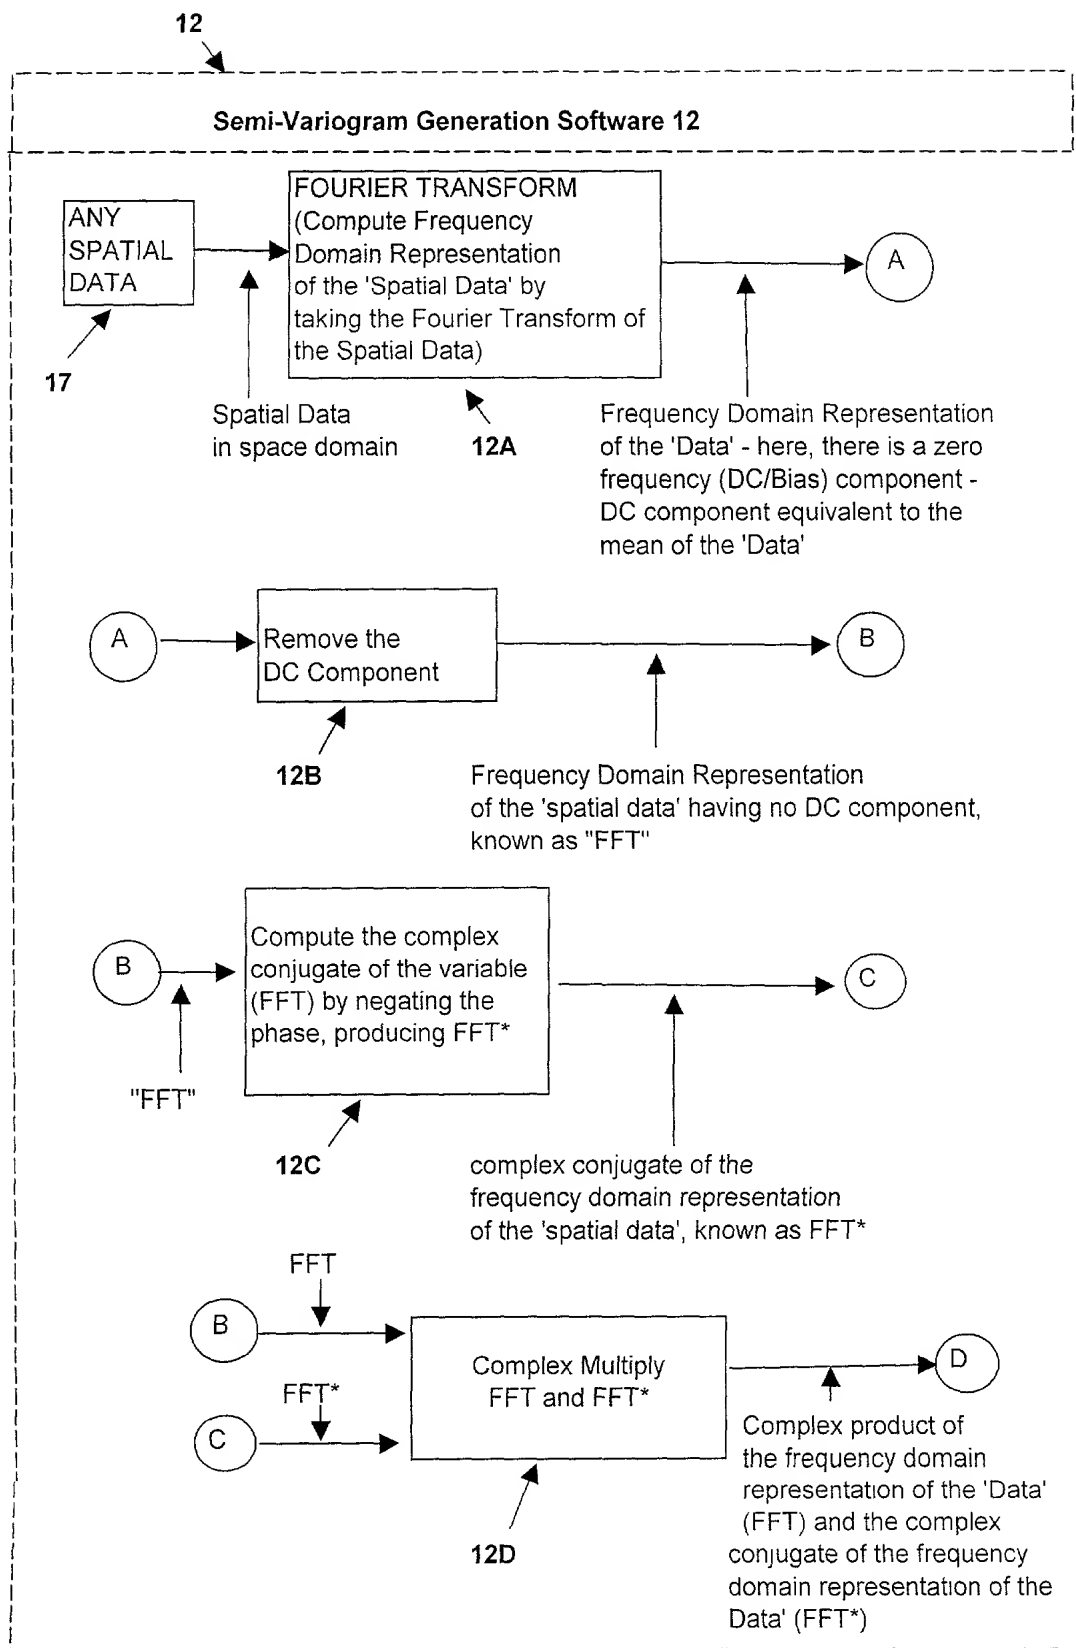 12
Semi-Variogram Generation Software 12
ANY
SPATIAL
DATA
17
Spatial Data
in space domain
FOURIER TRANSFORM
(Compute Frequency
Domain Representation
of the 'Spatial Data' by
taking the Fourier Transform of
the Spatial Data)
12A
A
Frequency Domain Representation
of the 'Data' - here, there is a zero
frequency (DC/Bias) component -
DC component equivalent to the
mean of the 'Data'
A
Remove the
DC Component
12B
B
Frequency Domain Representation
of the 'spatial data' having no DC component,
known as "FFT"
B
"FFT"
Compute the complex
conjugate of the variable
(FFT) by negating the
phase, producing FFT*
12C
C
complex conjugate of the
frequency domain representation
of the 'spatial data', known as FFT*
FFT
B
FFT*
C
Complex Multiply
FFT and FFT*
12D
D
Complex product of
the frequency domain
representation of the 'Data'
(FFT) and the complex
conjugate of the frequency
domain representation of the
Data' (FFT*)